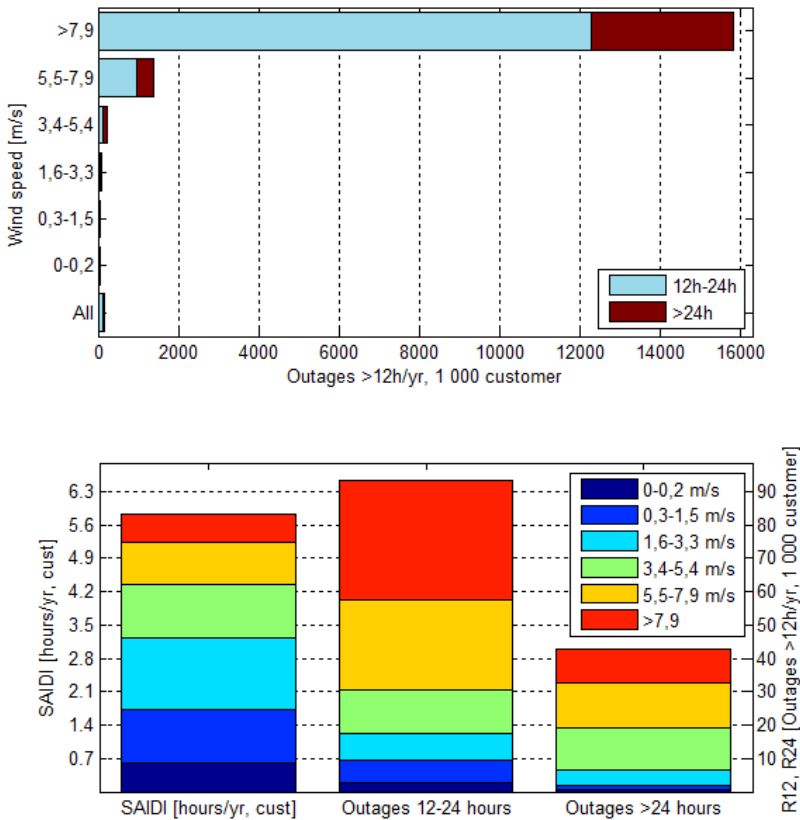 >7,9
5,5-7,9
3,4-5,4
1,6-3,3
0,3-1,5
0-0,2
All
Wind speed [m/s]
12h-24h
>24h
0 2000 4000 6000 8000 10000 12000 14000 16000
Outages >12h/yr, 1 000 customer
SAIDI [hours/yr, cust]
6.3
5.6
4.9
4.2
3.5
2.8
2.1
1.4
0.7
0-0,2 m/s
0,3-1,5 m/s
1,6-3,3 m/s
3,4-5,4 m/s
5,5-7,9 m/s
>7,9
90
80
70
60
50
40
30
20
10
R12, R24 [Outages >12h/yr, 1 000 customer]
SAIDI [hours/yr, cust] Outages 12-24 hours Outages >24 hours